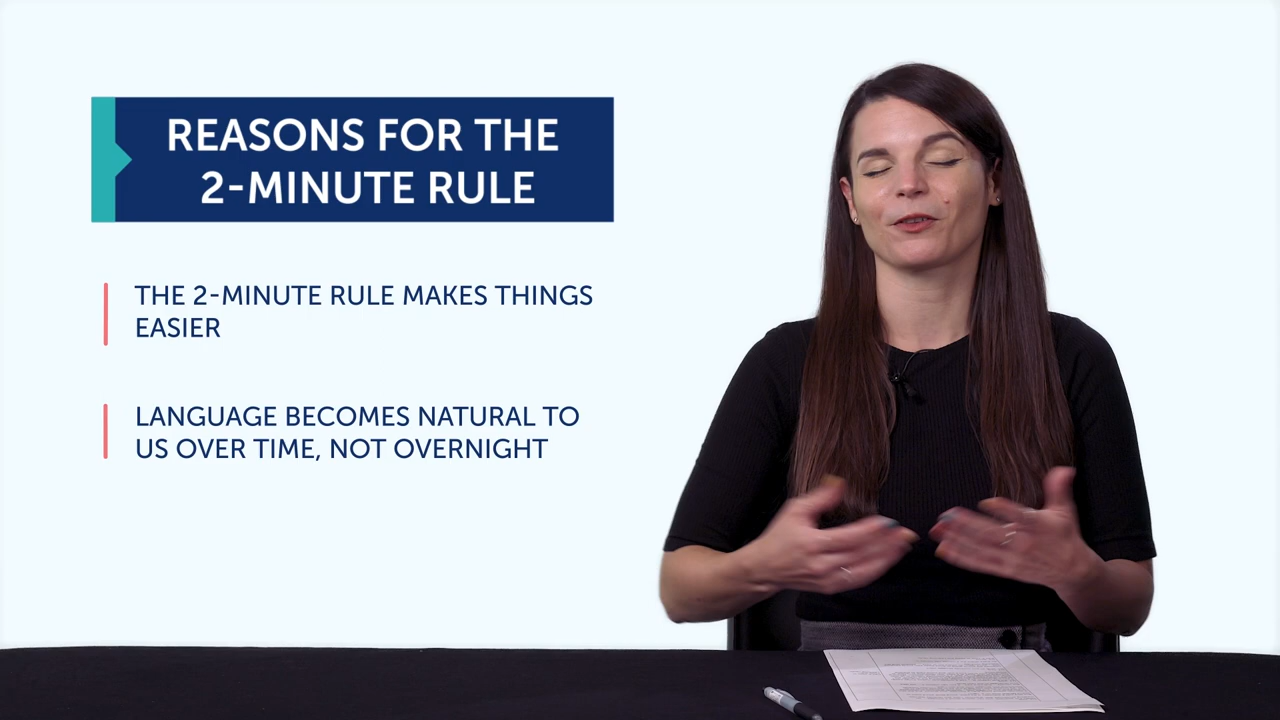 REASONS FOR THE
2-MINUTE RULE
THE 2-MINUTE RULE MAKES THINGS
EASIER
LANGUAGE BECOMES NATURAL TO
US OVER TIME, NOT OVERNIGHT